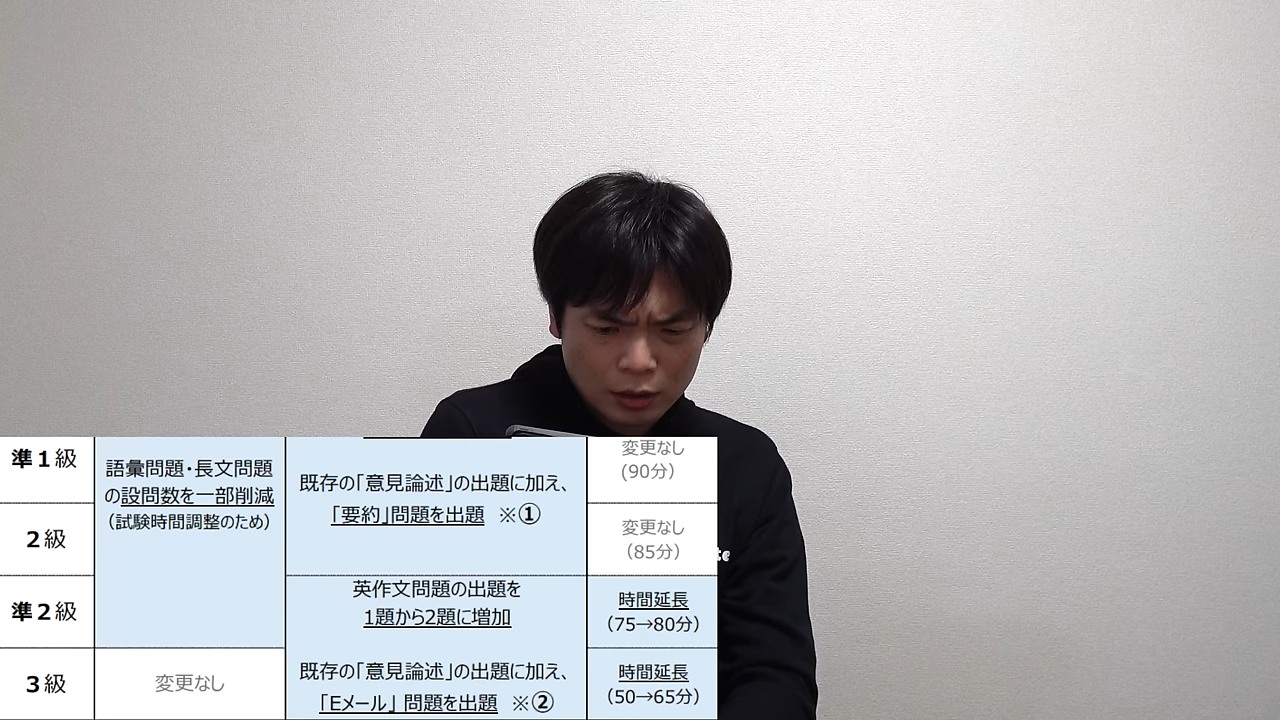 準1級
語彙問題・長文問題
の設問数を一部削減
（試験時間調整のため）
既存の「意見論述」の出題に加え、
「要約」問題を出題 ※①
変更なし
(90分)
2級
変更なし
（85分）
準2級
英作文問題の出題を
1題から2題に増加
時間延長
（75→80分）
3級
変更なし
既存の「意見論述」の出題に加え、
「Eメール」 問題を出題 ※②
時間延長
（50→65分）